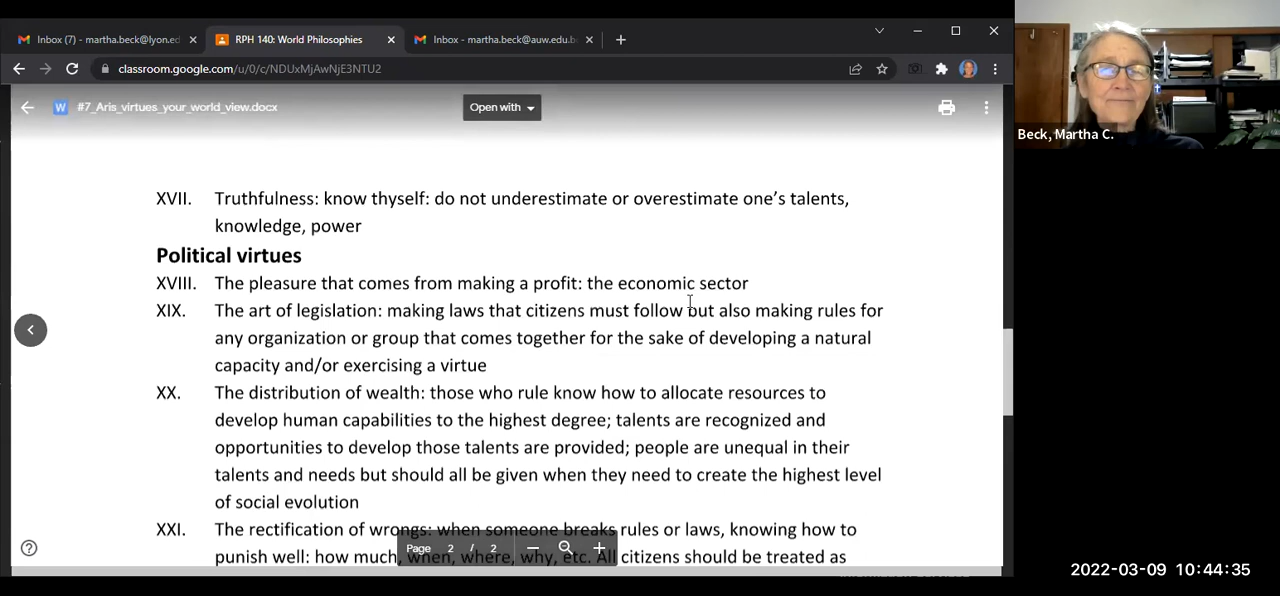 Inbox (7) - martha.beck@lyon.ed
RPH 140: World Philosophies
Inbox - martha.beck@auw.edu.b
classroom.google.com/u/0/c/NDUxMjAwNjE3NTU2
W #7_Aris_virtues_your_world_view.docx
Open with
Beck, Martha C.
XVII. Truthfulness: know thyself: do not underestimate or overestimate one's talents,
knowledge, power
Political virtues
XVIII. The pleasure that comes from making a profit: the economic sector
XIX. The art of legislation: making laws that citizens must follow but also making rules for
any organization or group that comes together for the sake of developing a natural
capacity and/or exercising a virtue
XX. The distribution of wealth: those who rule know how to allocate resources to
develop human capabilities to the highest degree; talents are recognized and
opportunities to develop those talents are provided; people are unequal in their
talents and needs but should all be given when they need to create the highest level
of social evolution
XXI. The rectification of wrongs: when someone breaks rules or laws, knowing how to
punish well: how much, when, where, why, etc. All citizens should be treated as
Page 2 / 2
2022-03-09 10:44:35